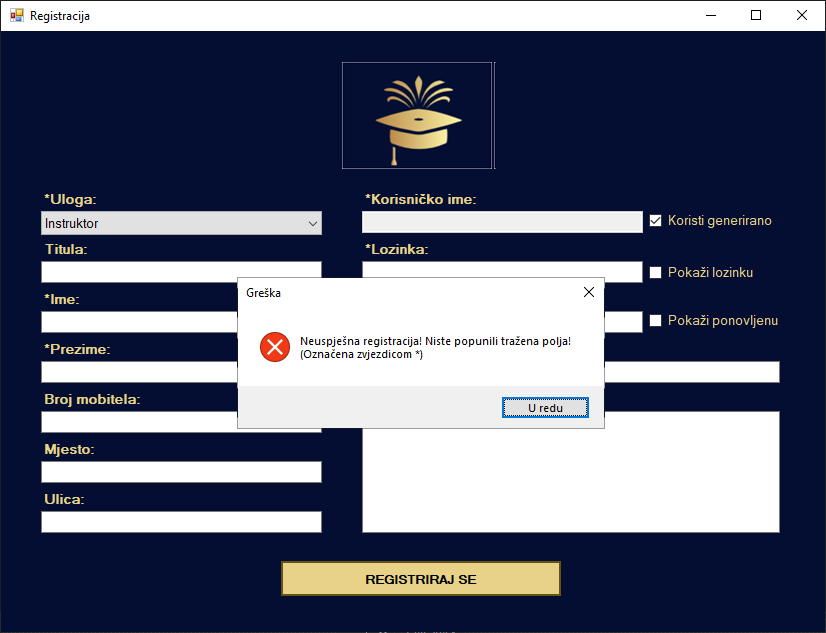 Registracija
*Uloga:
Instruktor
Titula:
*Ime:
*Prezime:
Broj mobitela:
Mjesto:
Ulica:
*Korisničko ime:
Koristi generirano
*Lozinka:
Pokaži lozinku
Pokaži ponovljenu
Greška
Neuspješna registracija! Niste popunili tražena polja!
(Označena zvjezdicom *)
U redu
REGISTRIRAJ SE